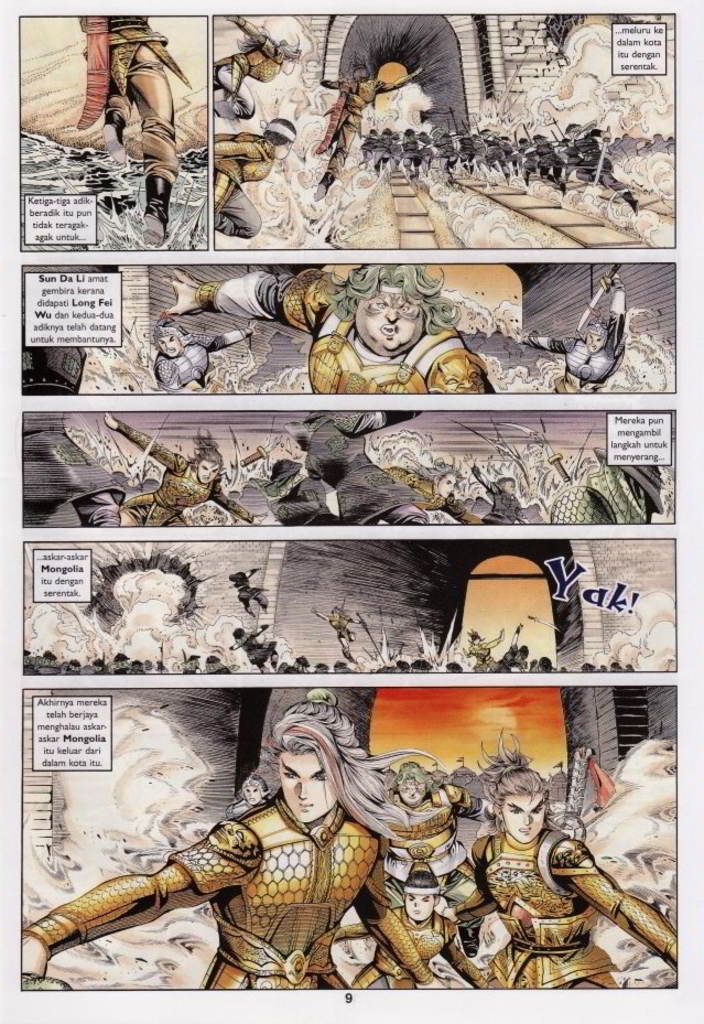 Ketiga-tiga adik-
beradik itu pun
tidak teragak-
agak untuk...
...meluru ke
dalam kota
itu dengan
serentak.
Sun Da Li amat
gembira kerana
didapati Long Fei
Wu dan kedua-dua
adiknya telah datang
untuk membantunya.
Mereka pun
mengambil
langkah untuk
menyerang...
...askar-askar
Mongolia
itu dengan
serentak.
Yak!
Akhirnya mereka
telah berjaya
menghalau askar-
askar Mongolia
itu keluar dari
dalam kota itu.
9